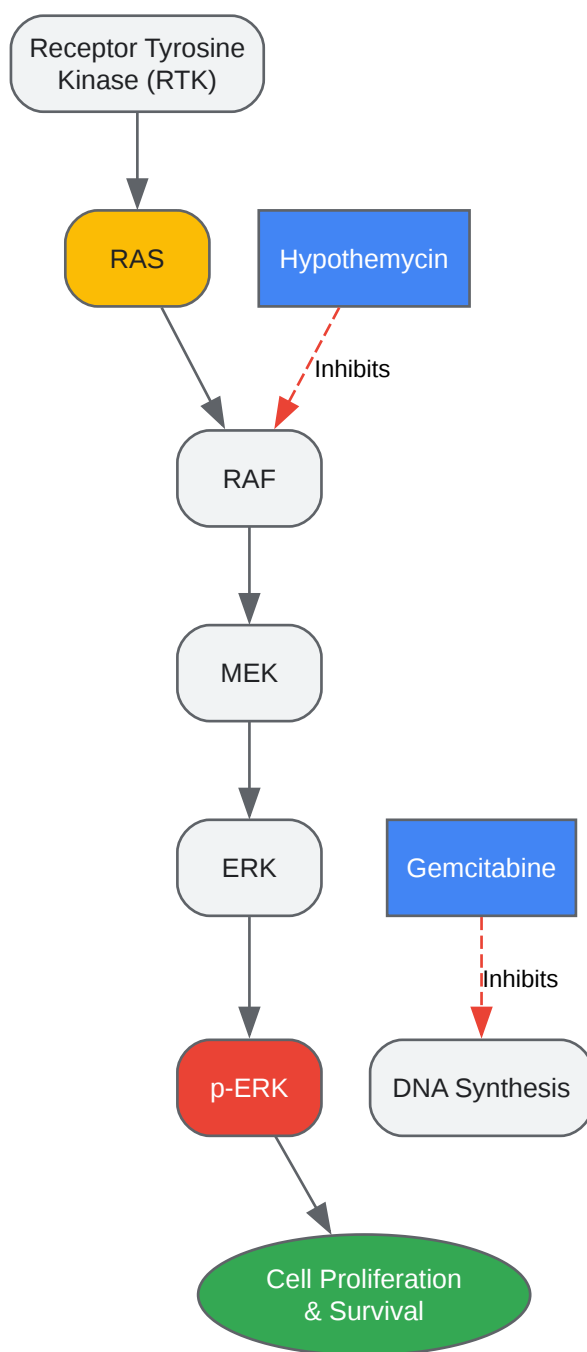 Receptor Tyrosine
Kinase (RTK)
RAS
Hypothemycin
Inhibits
RAF
MEK
ERK
Gemcitabine
Inhibits
p-ERK
DNA Synthesis
Cell Proliferation
& Survival